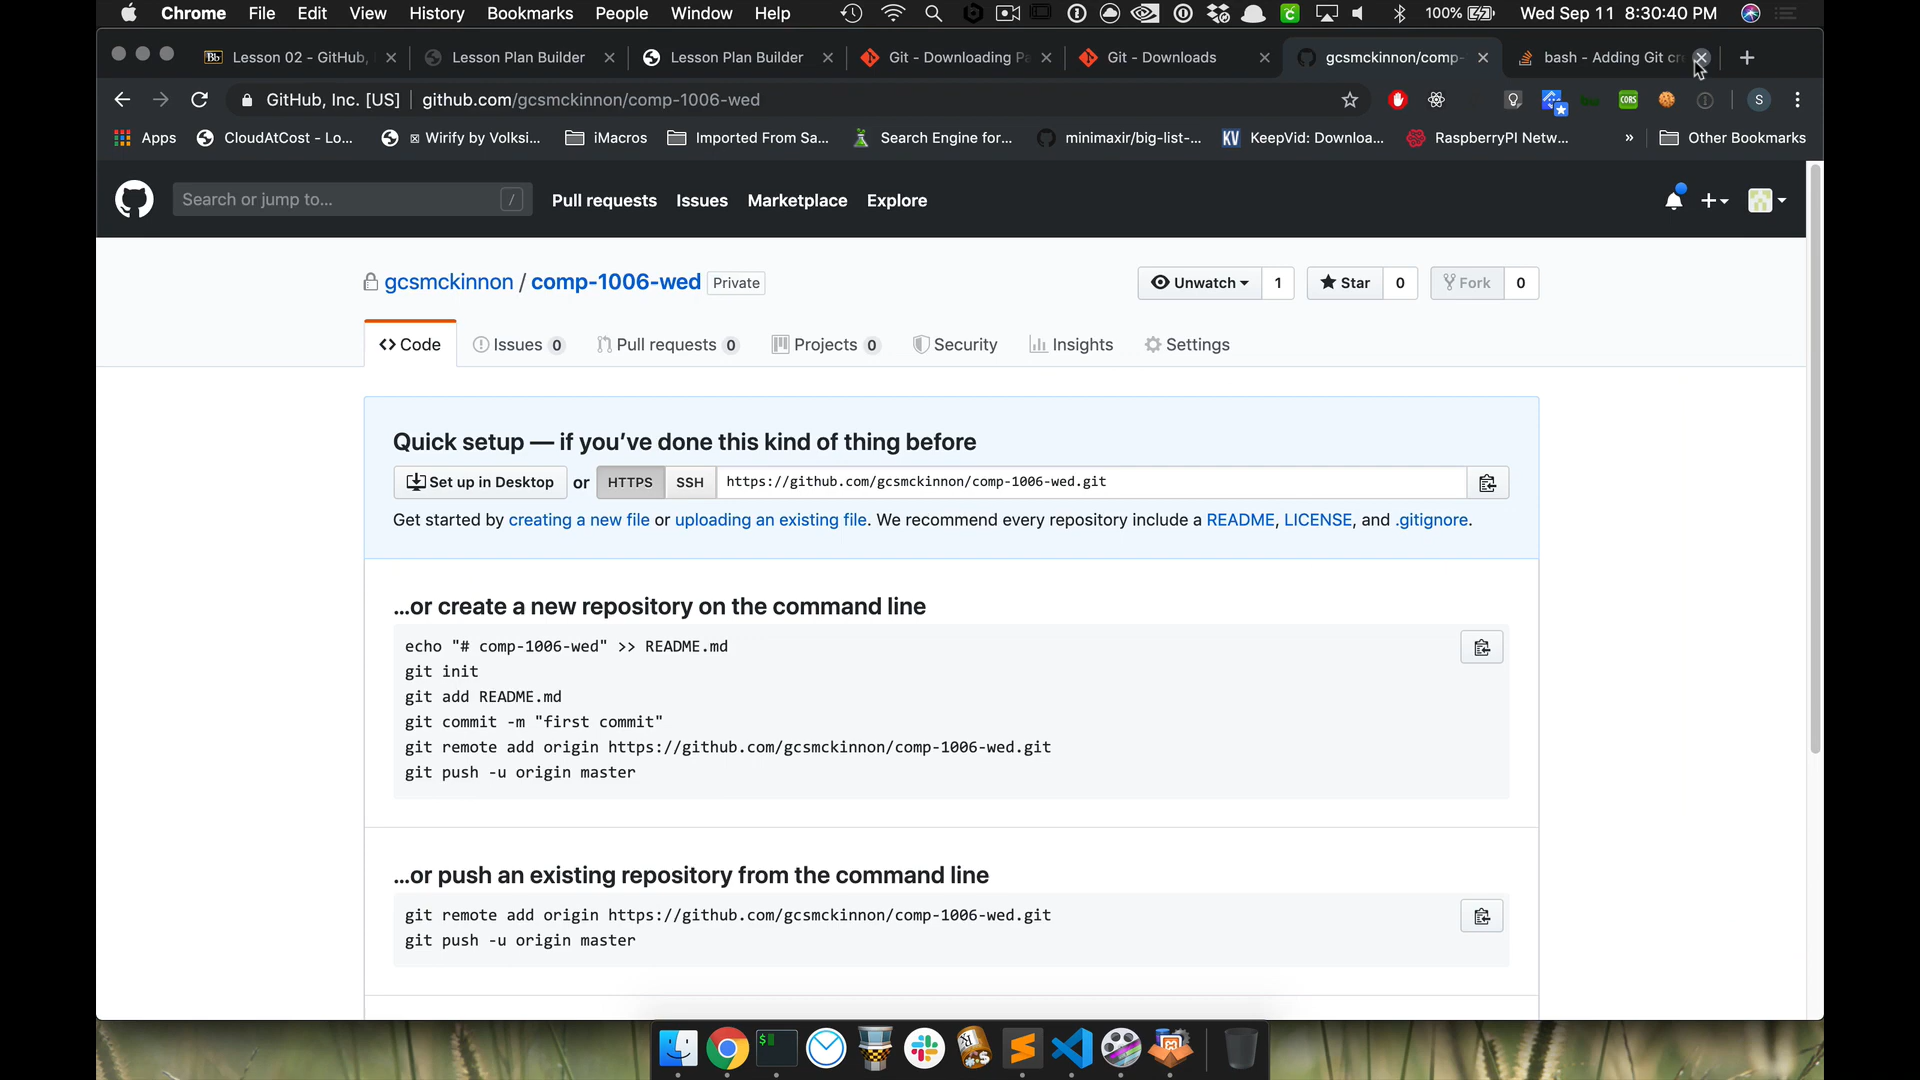 Chrome File Edit View History Bookmarks People Window Help 100% Wed Sep 11 8:30:40 PM
Bb Lesson 02 - GitHub, Lesson Plan Builder Lesson Plan Builder Git - Downloading Pa Git - Downloads gcsmckinnon/comp- bash - Adding Git cre
GitHub, Inc. [US] github.com/gcsmckinnon/comp-1006-wed CORS S
Apps CloudAtCost - Lo... Wirify by Volksi... iMacros Imported From Sa... Search Engine for... minimaxir/big-list-... KV KeepVid: Downloa... RaspberryPI Netw... » Other Bookmarks
Search or jump to... / Pull requests Issues Marketplace Explore
gcsmckinnon / comp-1006-wed Private Unwatch 1 Star 0 Fork 0
Code Issues 0 Pull requests 0 Projects 0 Security Insights Settings
Quick setup — if you’ve done this kind of thing before
Set up in Desktop or HTTPS SSH https://github.com/gcsmckinnon/comp-1006-wed.git
Get started by creating a new file or uploading an existing file. We recommend every repository include a README, LICENSE, and .gitignore.
…or create a new repository on the command line
echo "# comp-1006-wed" >> README.md
git init
git add README.md
git commit -m "first commit"
git remote add origin https://github.com/gcsmckinnon/comp-1006-wed.git
git push -u origin master
…or push an existing repository from the command line
git remote add origin https://github.com/gcsmckinnon/comp-1006-wed.git
git push -u origin master